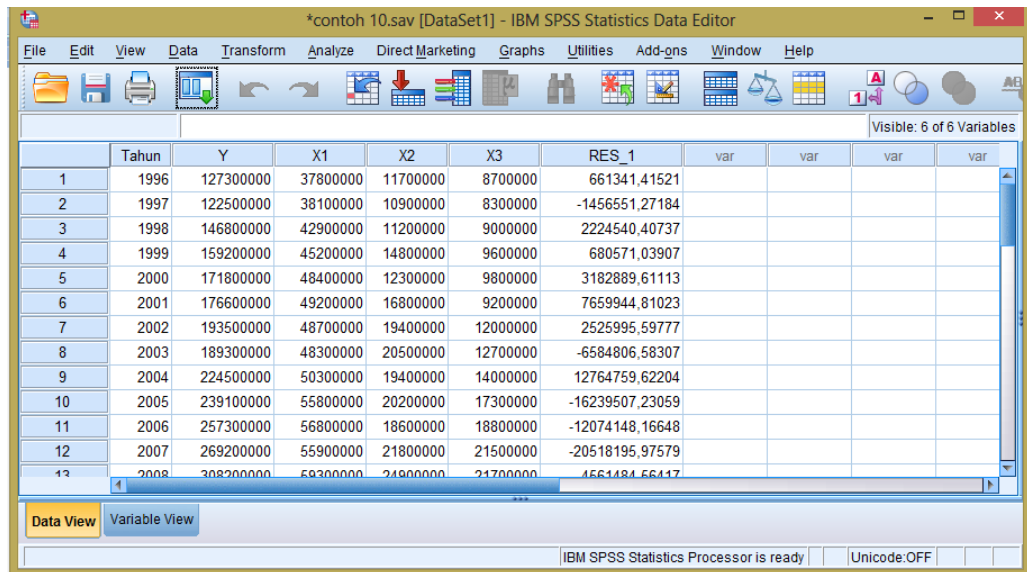 *contoh 10.sav [DataSet1] - IBM SPSS Statistics Data Editor
File Edit View Data Transform Analyze Direct Marketing Graphs Utilities Add-ons Window Help
Visible: 6 of 6 Variables
Tahun Y X1 X2 X3 RES_1 var var var var
1 1996 127300000 37800000 11700000 8700000 661341,41521
2 1997 122500000 38100000 10900000 8300000 -1456551,27184
3 1998 146800000 42900000 11200000 9000000 2224540,40737
4 1999 159200000 45200000 14800000 9600000 680571,03907
5 2000 171800000 48400000 12300000 9800000 3182889,61113
6 2001 176600000 49200000 16800000 9200000 7659944,81023
7 2002 193500000 48700000 19400000 12000000 2525995,59777
8 2003 189300000 48300000 20500000 12700000 -6584806,58307
9 2004 224500000 50300000 19400000 14000000 12764759,62204
10 2005 239100000 55800000 20200000 17300000 -16239507,23059
11 2006 257300000 56800000 18600000 18800000 -12074148,16648
12 2007 269200000 55900000 21800000 21500000 -20518195,97579
13 2008 308200000 59300000 24900000 21700000
Data View Variable View
IBM SPSS Statistics Processor is ready Unicode:OFF